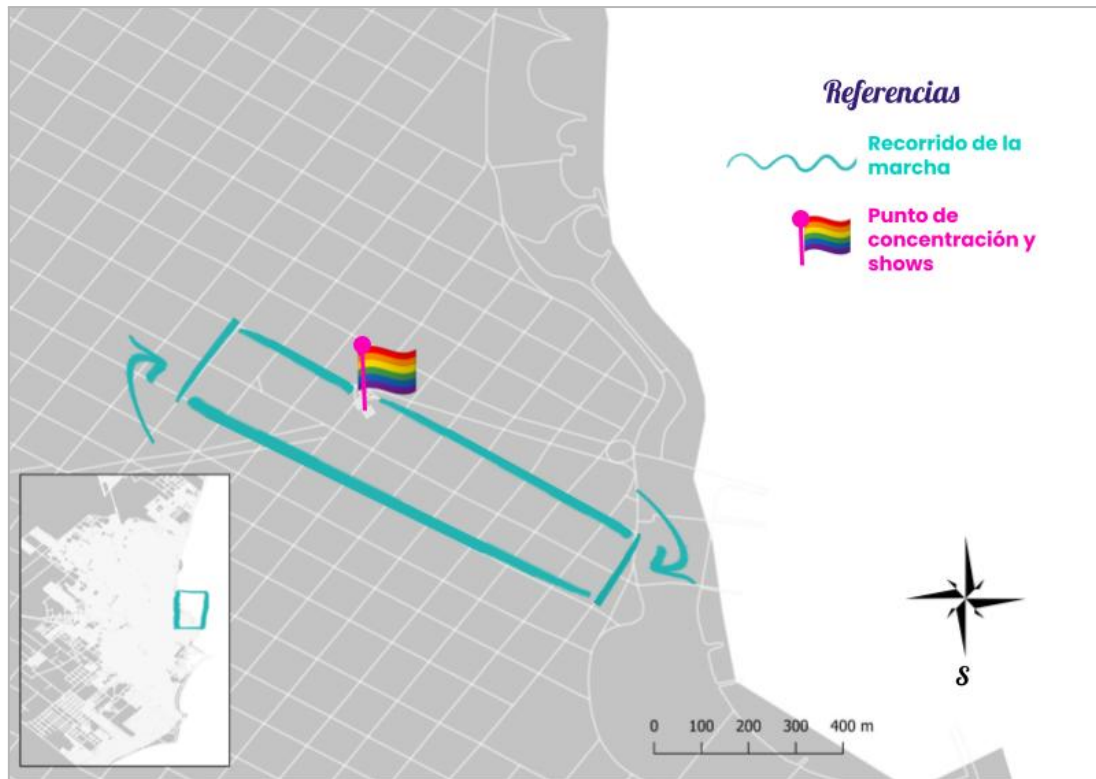 Referencias
Recorrido de la
marcha
Punto de
concentración y
shows
S
0 100 200 300 400 m